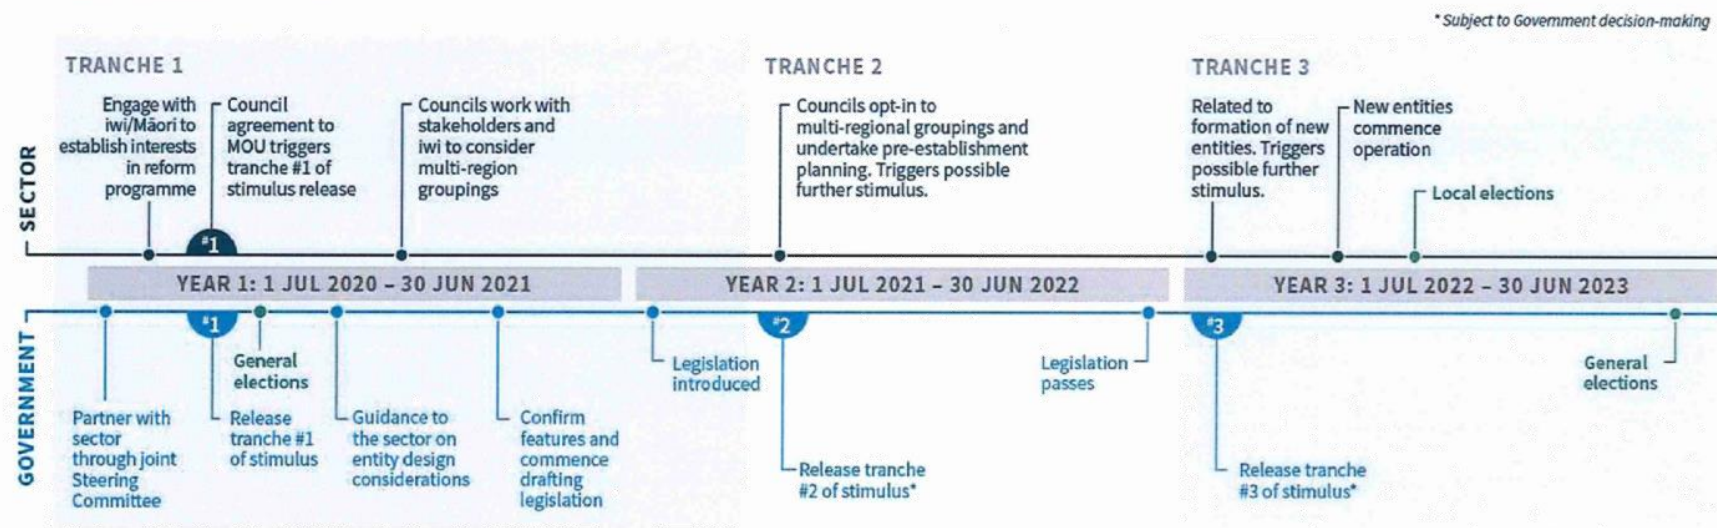 * Subject to Government decision-making
TRANCHE 1
TRANCHE 2
TRANCHE 3
SECTOR
Engage with
iwi/Māori to
establish interests
in reform
programme
Council
agreement to
MOU triggers
tranche #1 of
stimulus release
Councils work with
stakeholders and
iwi to consider
multi-region
groupings
Councils opt-in to
multi-regional groupings and
undertake pre-establishment
planning. Triggers possible
further stimulus.
Related to
formation of new
entities. Triggers
possible further
stimulus.
New entities
commence
operation
Local elections
#1
YEAR 1: 1 JUL 2020 – 30 JUN 2021
YEAR 2: 1 JUL 2021 – 30 JUN 2022
YEAR 3: 1 JUL 2022 – 30 JUN 2023
GOVERNMENT
#1
#2
#3
Partner with
sector
through joint
Steering
Committee
Release
tranche #1
of stimulus
General
elections
Guidance to
the sector on
entity design
considerations
Confirm
features and
commence
drafting
legislation
Legislation
introduced
Release tranche
#2 of stimulus*
Legislation
passes
Release tranche
#3 of stimulus*
General
elections